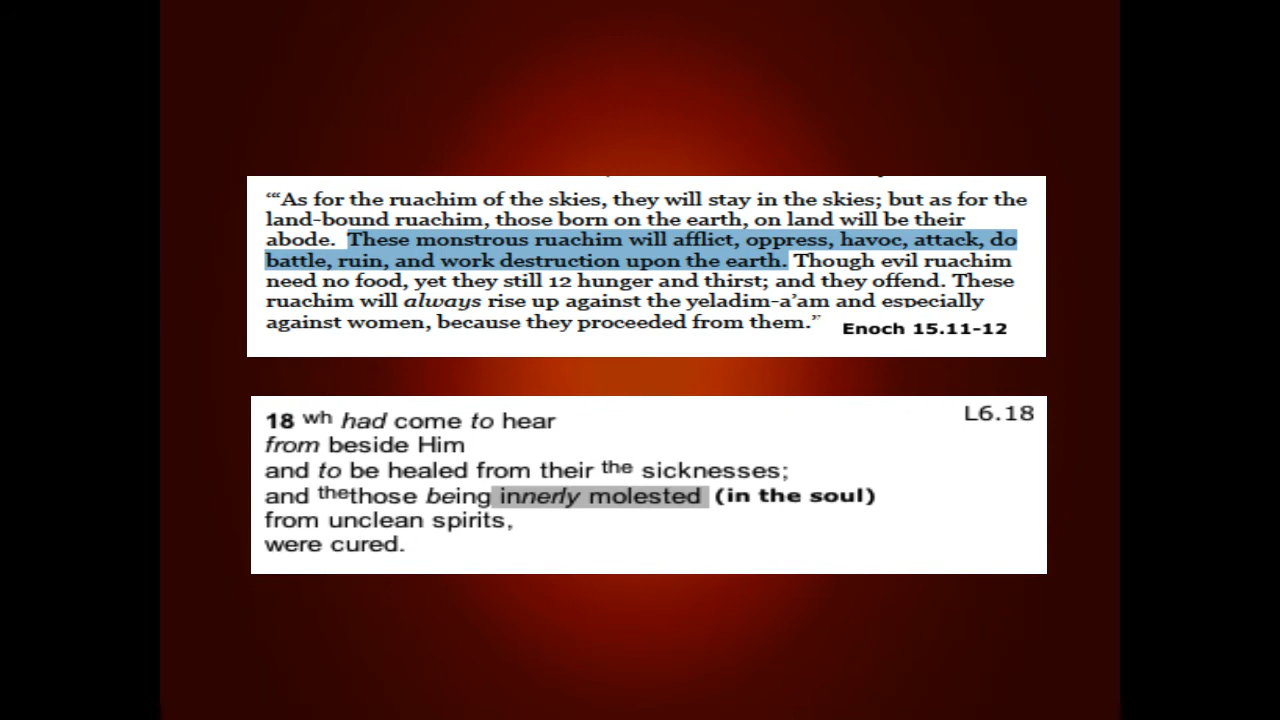 “‘As for the ruachim of the skies, they will stay in the skies; but as for the
land-bound ruachim, those born on the earth, on land will be their
abode. These monstrous ruachim will afflict, oppress, havoc, attack, do
battle, ruin, and work destruction upon the earth. Though evil ruachim
need no food, yet they still 12 hunger and thirst; and they offend. These
ruachim will always rise up against the yeladim-a’am and especially
against women, because they proceeded from them.” Enoch 15.11-12
18 wh had come to hear L6.18
from beside Him
and to be healed from their the sicknesses;
and thethose being innerly molested (in the soul)
from unclean spirits,
were cured.